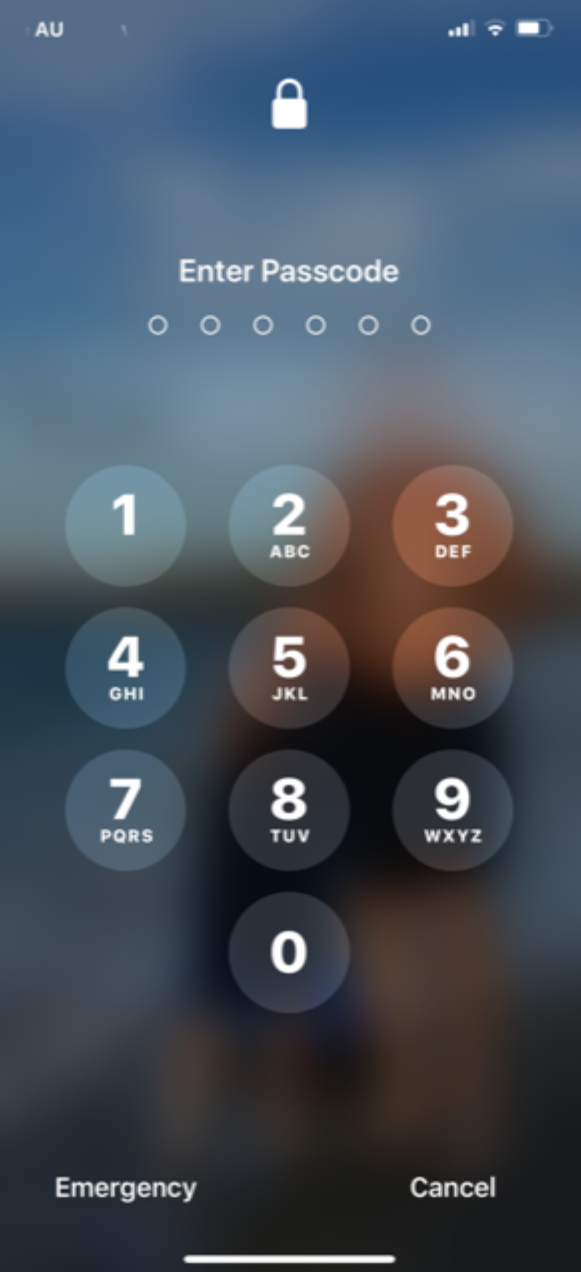 AU
Enter Passcode
1 2 3
ABC DEF
4 5 6
GHI JKL MNO
7 8 9
PQRS TUV WXYZ
0
Emergency Cancel